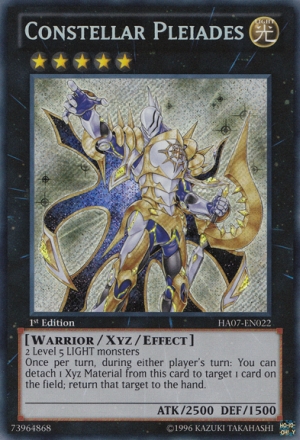 CONSTELLAR PLEIADES
LIGHT
光
1st Edition
HA07-EN022
[WARRIOR / XYZ / EFFECT]
2 Level 5 LIGHT monsters
Once per turn, during either player's turn: You can
detach 1 Xyz Material from this card to target 1 card on
the field; return that target to the hand.
ATK/2500 DEF/1500
73964868
©1996 KAZUKI TAKAHASHI